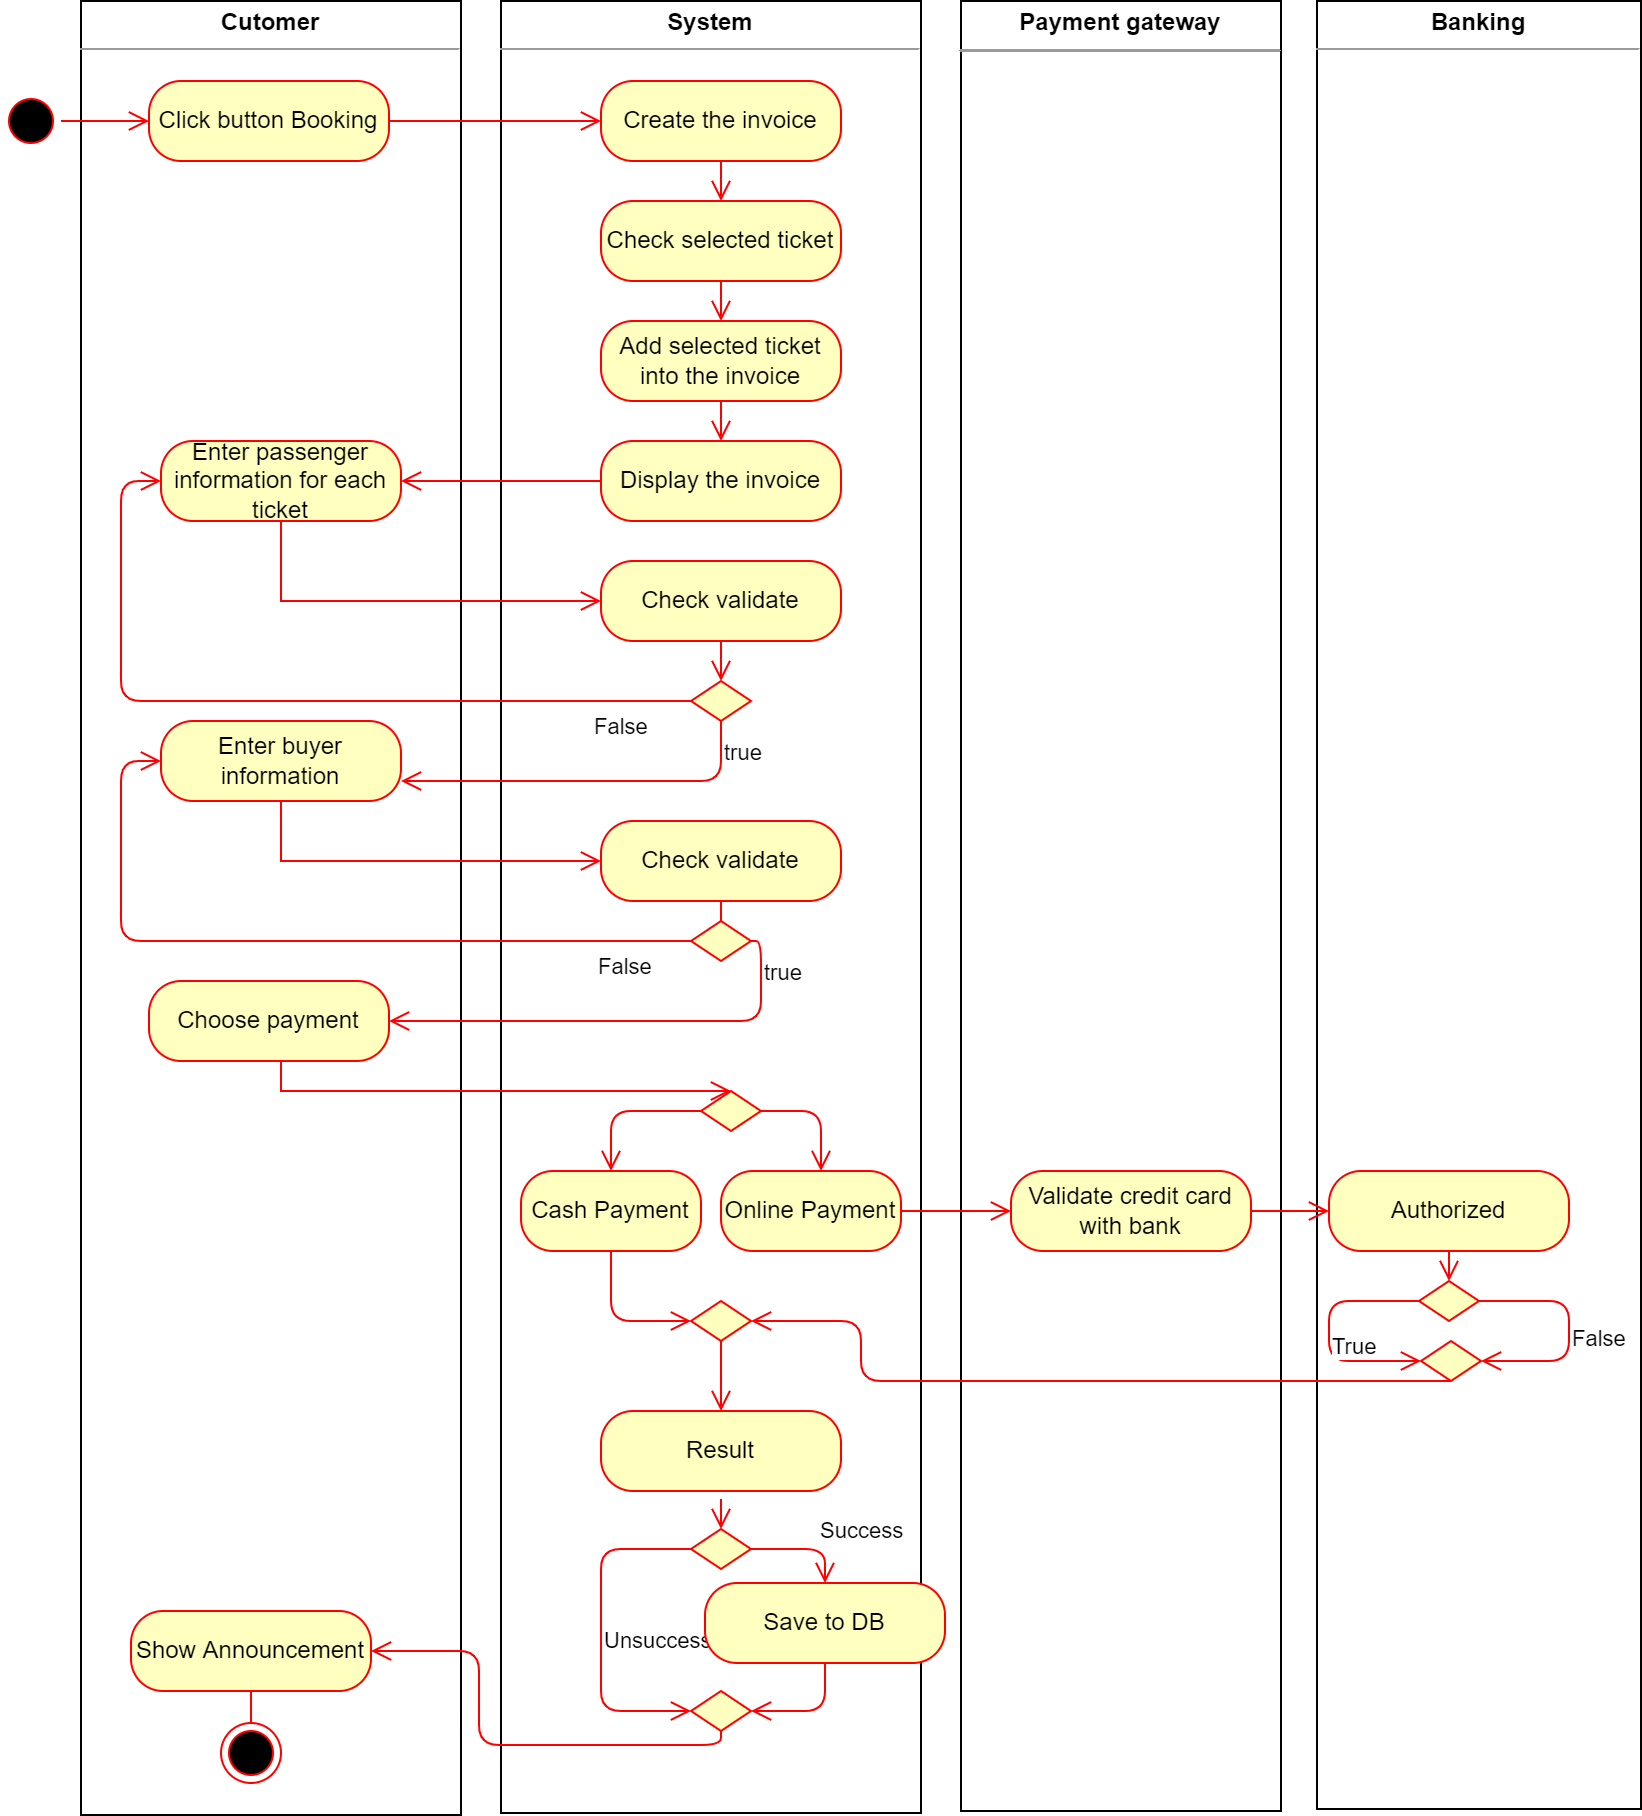 Cutomer
System
Payment gateway
Banking
Click button Booking
Create the invoice
Check selected ticket
Add selected ticket
into the invoice
Enter passenger
information for each
ticket
Display the invoice
Check validate
False
true
Enter buyer
information
Check validate
False
true
Choose payment
Cash Payment
Online Payment
Validate credit card
with bank
Authorized
True
False
Result
Success
Unsuccess
Save to DB
Show Announcement